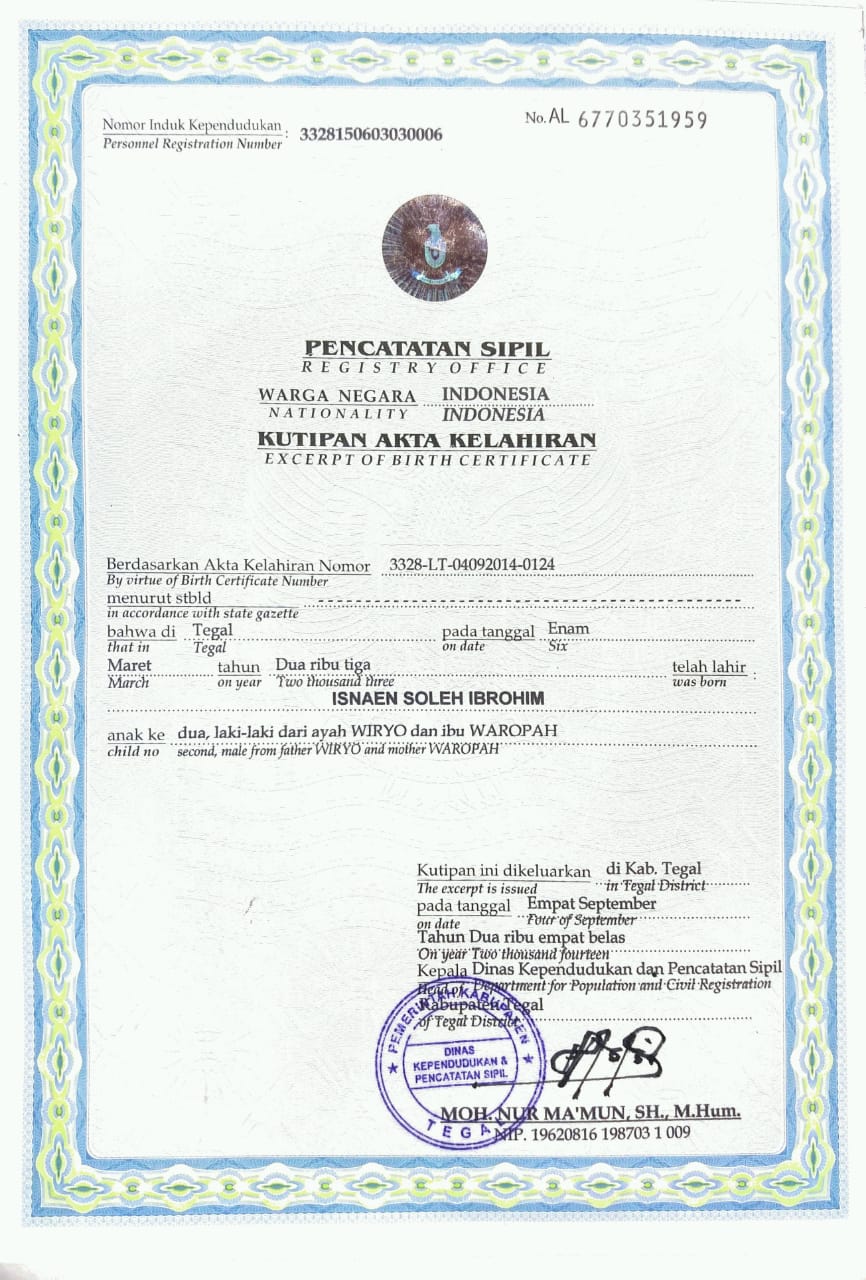 Nomor Induk Kependudukan : 3328150603030006
Personnel Registration Number
No. AL 6770351959
PENCATATAN SIPIL
REGISTRY OFFICE
WARGA NEGARA INDONESIA
NATIONALITY INDONESIA
KUTIPAN AKTA KELAHIRAN
EXCERPT OF BIRTH CERTIFICATE
Berdasarkan Akta Kelahiran Nomor 3328-LT-04092014-0124
By virtue of Birth Certificate Number
menurut stbld
in accordance with state gazette
bahwa di Tegal pada tanggal Enam
that in Tegal on date Six
Maret tahun Dua ribu tiga telah lahir :
March on year Two thousand three was born
ISNAEN SOLEH IBROHIM
anak ke dua, laki-laki dari ayah WIRYO dan ibu WAROPAH
child no second, male from father WIRYO and mother WAROPAH
Kutipan ini dikeluarkan di Kab. Tegal
The excerpt is issued in Tegal District
pada tanggal Empat September
on date Four of September
Tahun Dua ribu empat belas
On year Two thousand fourteen
Kepala Dinas Kependudukan dan Pencatatan Sipil
Head of Department for Population and Civil Registration
Kabupaten Tegal
of Tegal District
PEMERINTAH KABUPATEN
DINAS
KEPENDUDUKAN &
PENCATATAN SIPIL
TEGAL
MOH. NUR MA'MUN, SH., M.Hum.
NIP. 19620816 198703 1 009